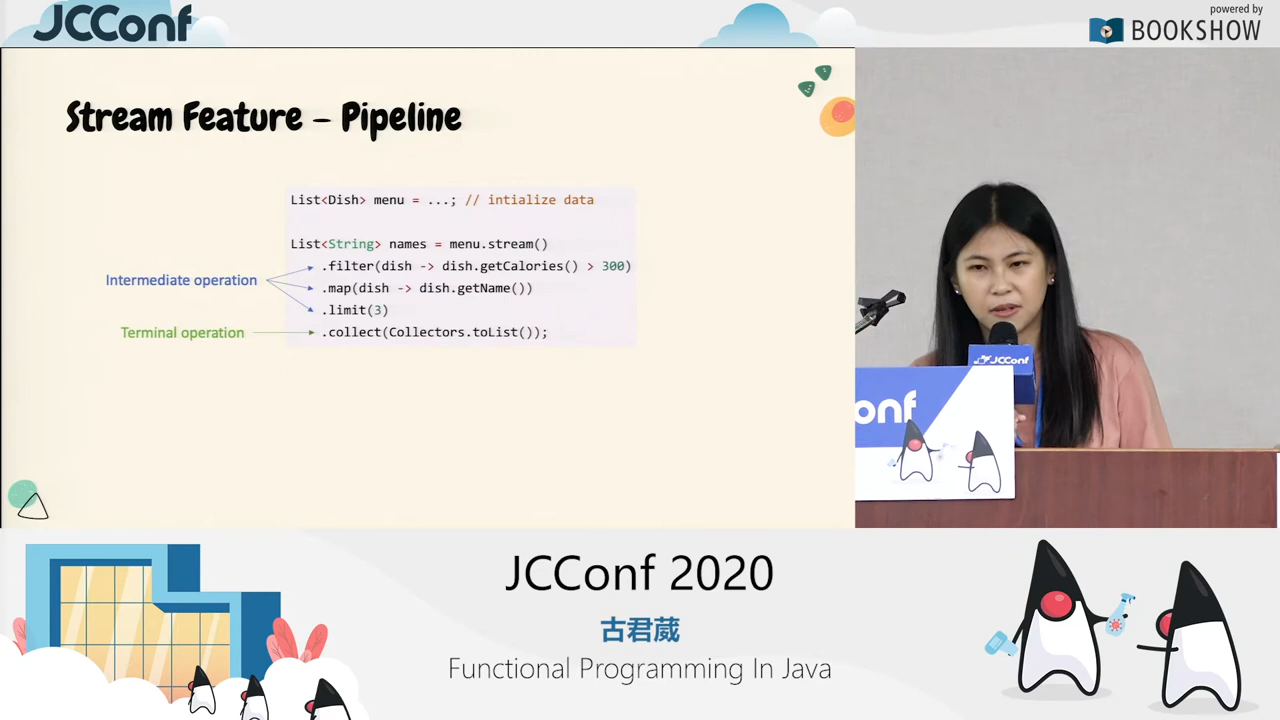 JCConf
powered by
BOOKSHOW
Stream Feature – Pipeline
List<Dish> menu = ...; // intialize data
List<String> names = menu.stream()
.filter(dish -> dish.getCalories() > 300)
.map(dish -> dish.getName())
.limit(3)
.collect(Collectors.toList());
Intermediate operation
Terminal operation
JCConf
onf
JCConf 2020
古君葳
Functional Programming In Java